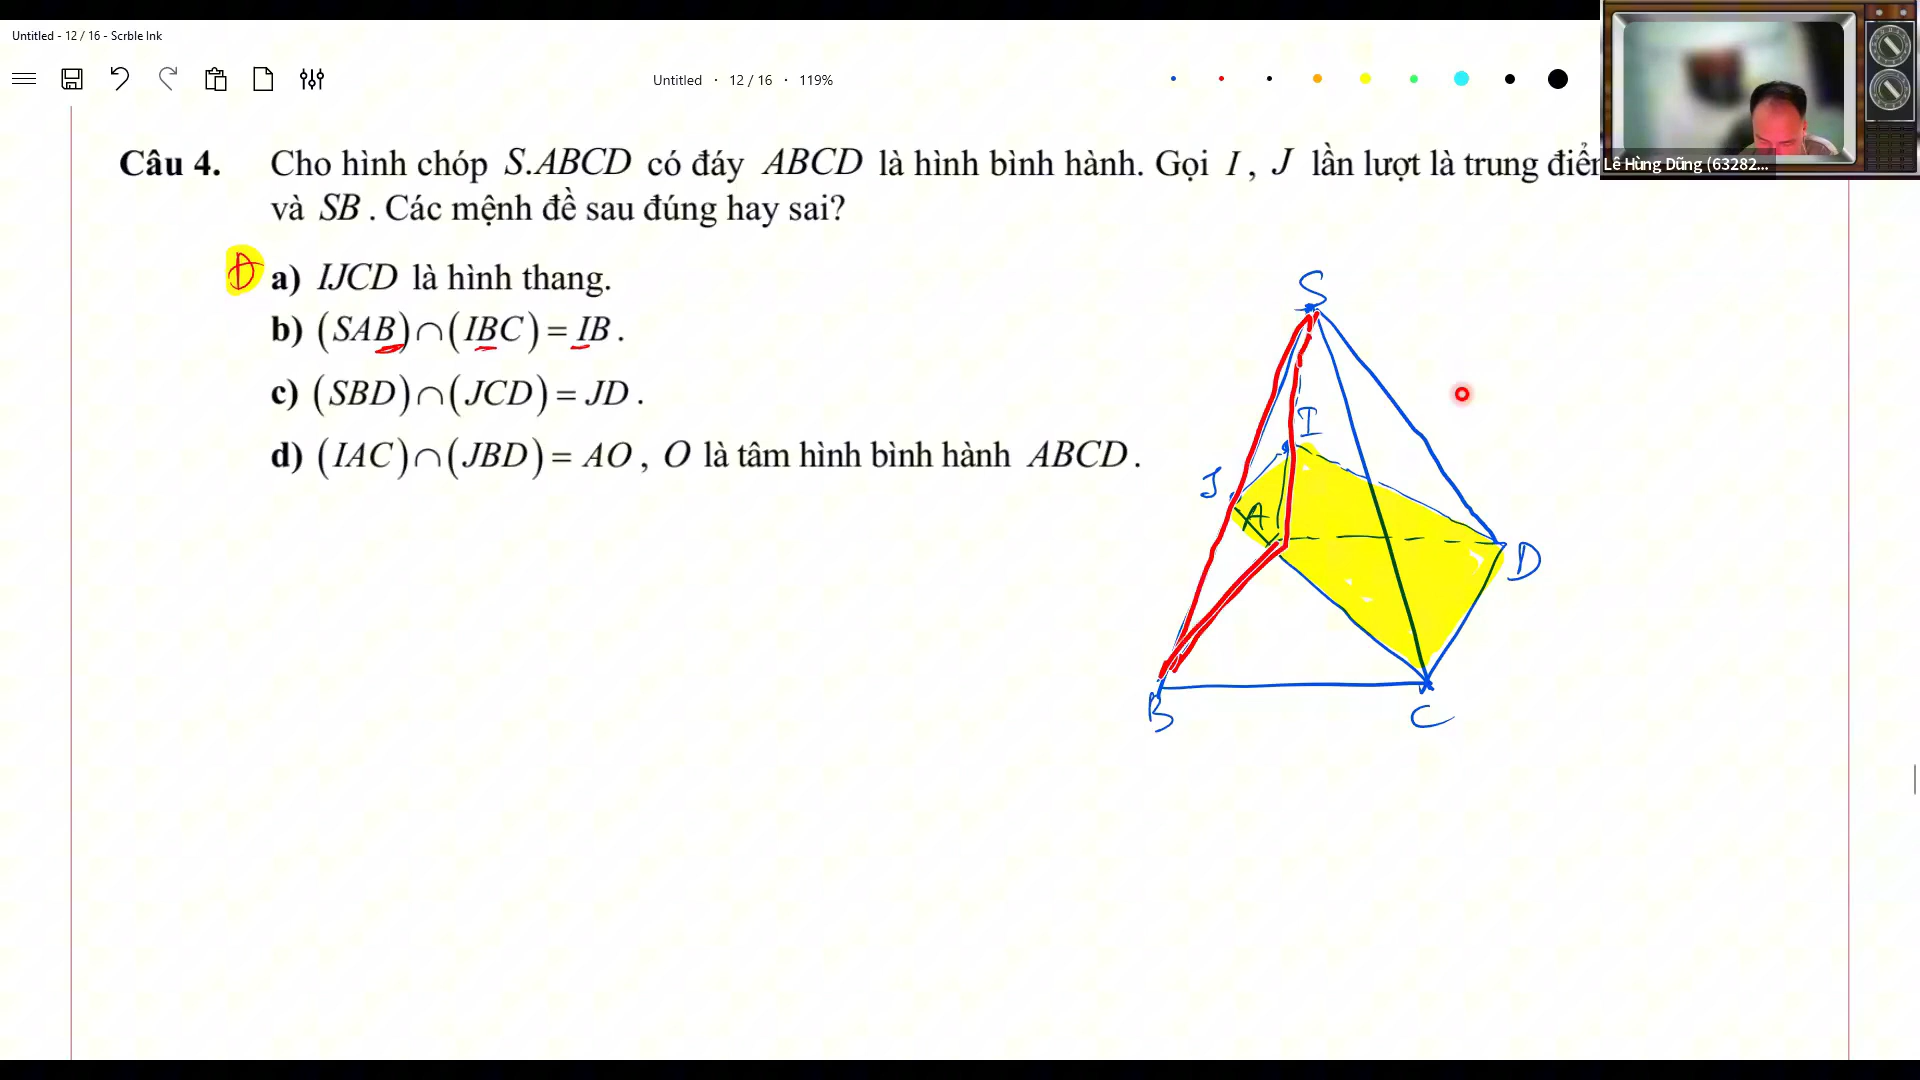 Untitled - 12 / 16 - Scrble Ink
Untitled · 12 / 16 · 119%
Lê Hùng Dũng (63282...
Câu 4. Cho hình chóp S.ABCD có đáy ABCD là hình bình hành. Gọi I , J lần lượt là trung
và SB . Các mệnh đề sau đúng hay sai?
Đ a) IJCD là hình thang.
b) (SAB)∩(IBC) = IB .
c) (SBD)∩(JCD) = JD .
d) (IAC)∩(JBD) = AO , O là tâm hình bình hành ABCD .
S
I
J
A
D
B
C